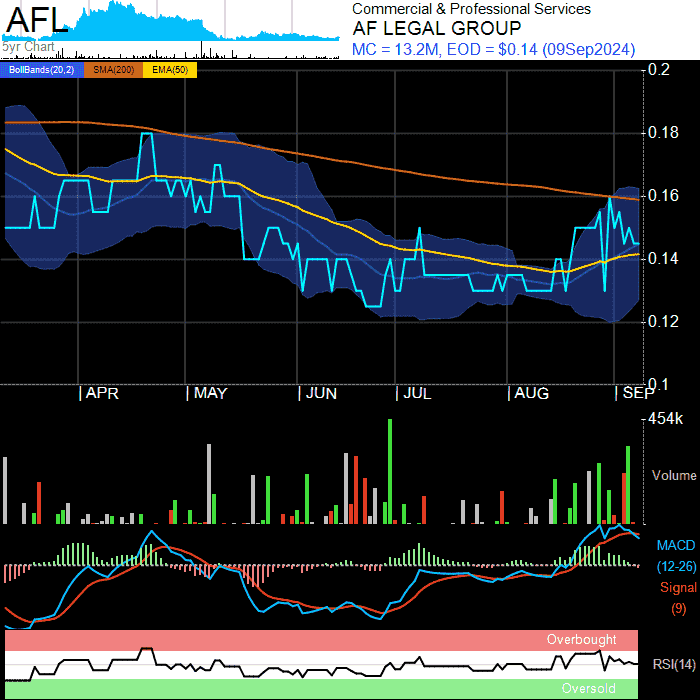 AFL
5yr Chart
Commercial & Professional Services
AF LEGAL GROUP
MC = 13.2M, EOD = $0.14 (09Sep2024)
BollBands(20,2) SMA(200) EMA(50)
0.2
0.18
0.16
0.14
0.12
0.1
APR MAY JUN JUL AUG SEP
454k
Volume
MACD
(12-26)
Signal
(9)
Overbought
RSI(14)
Oversold